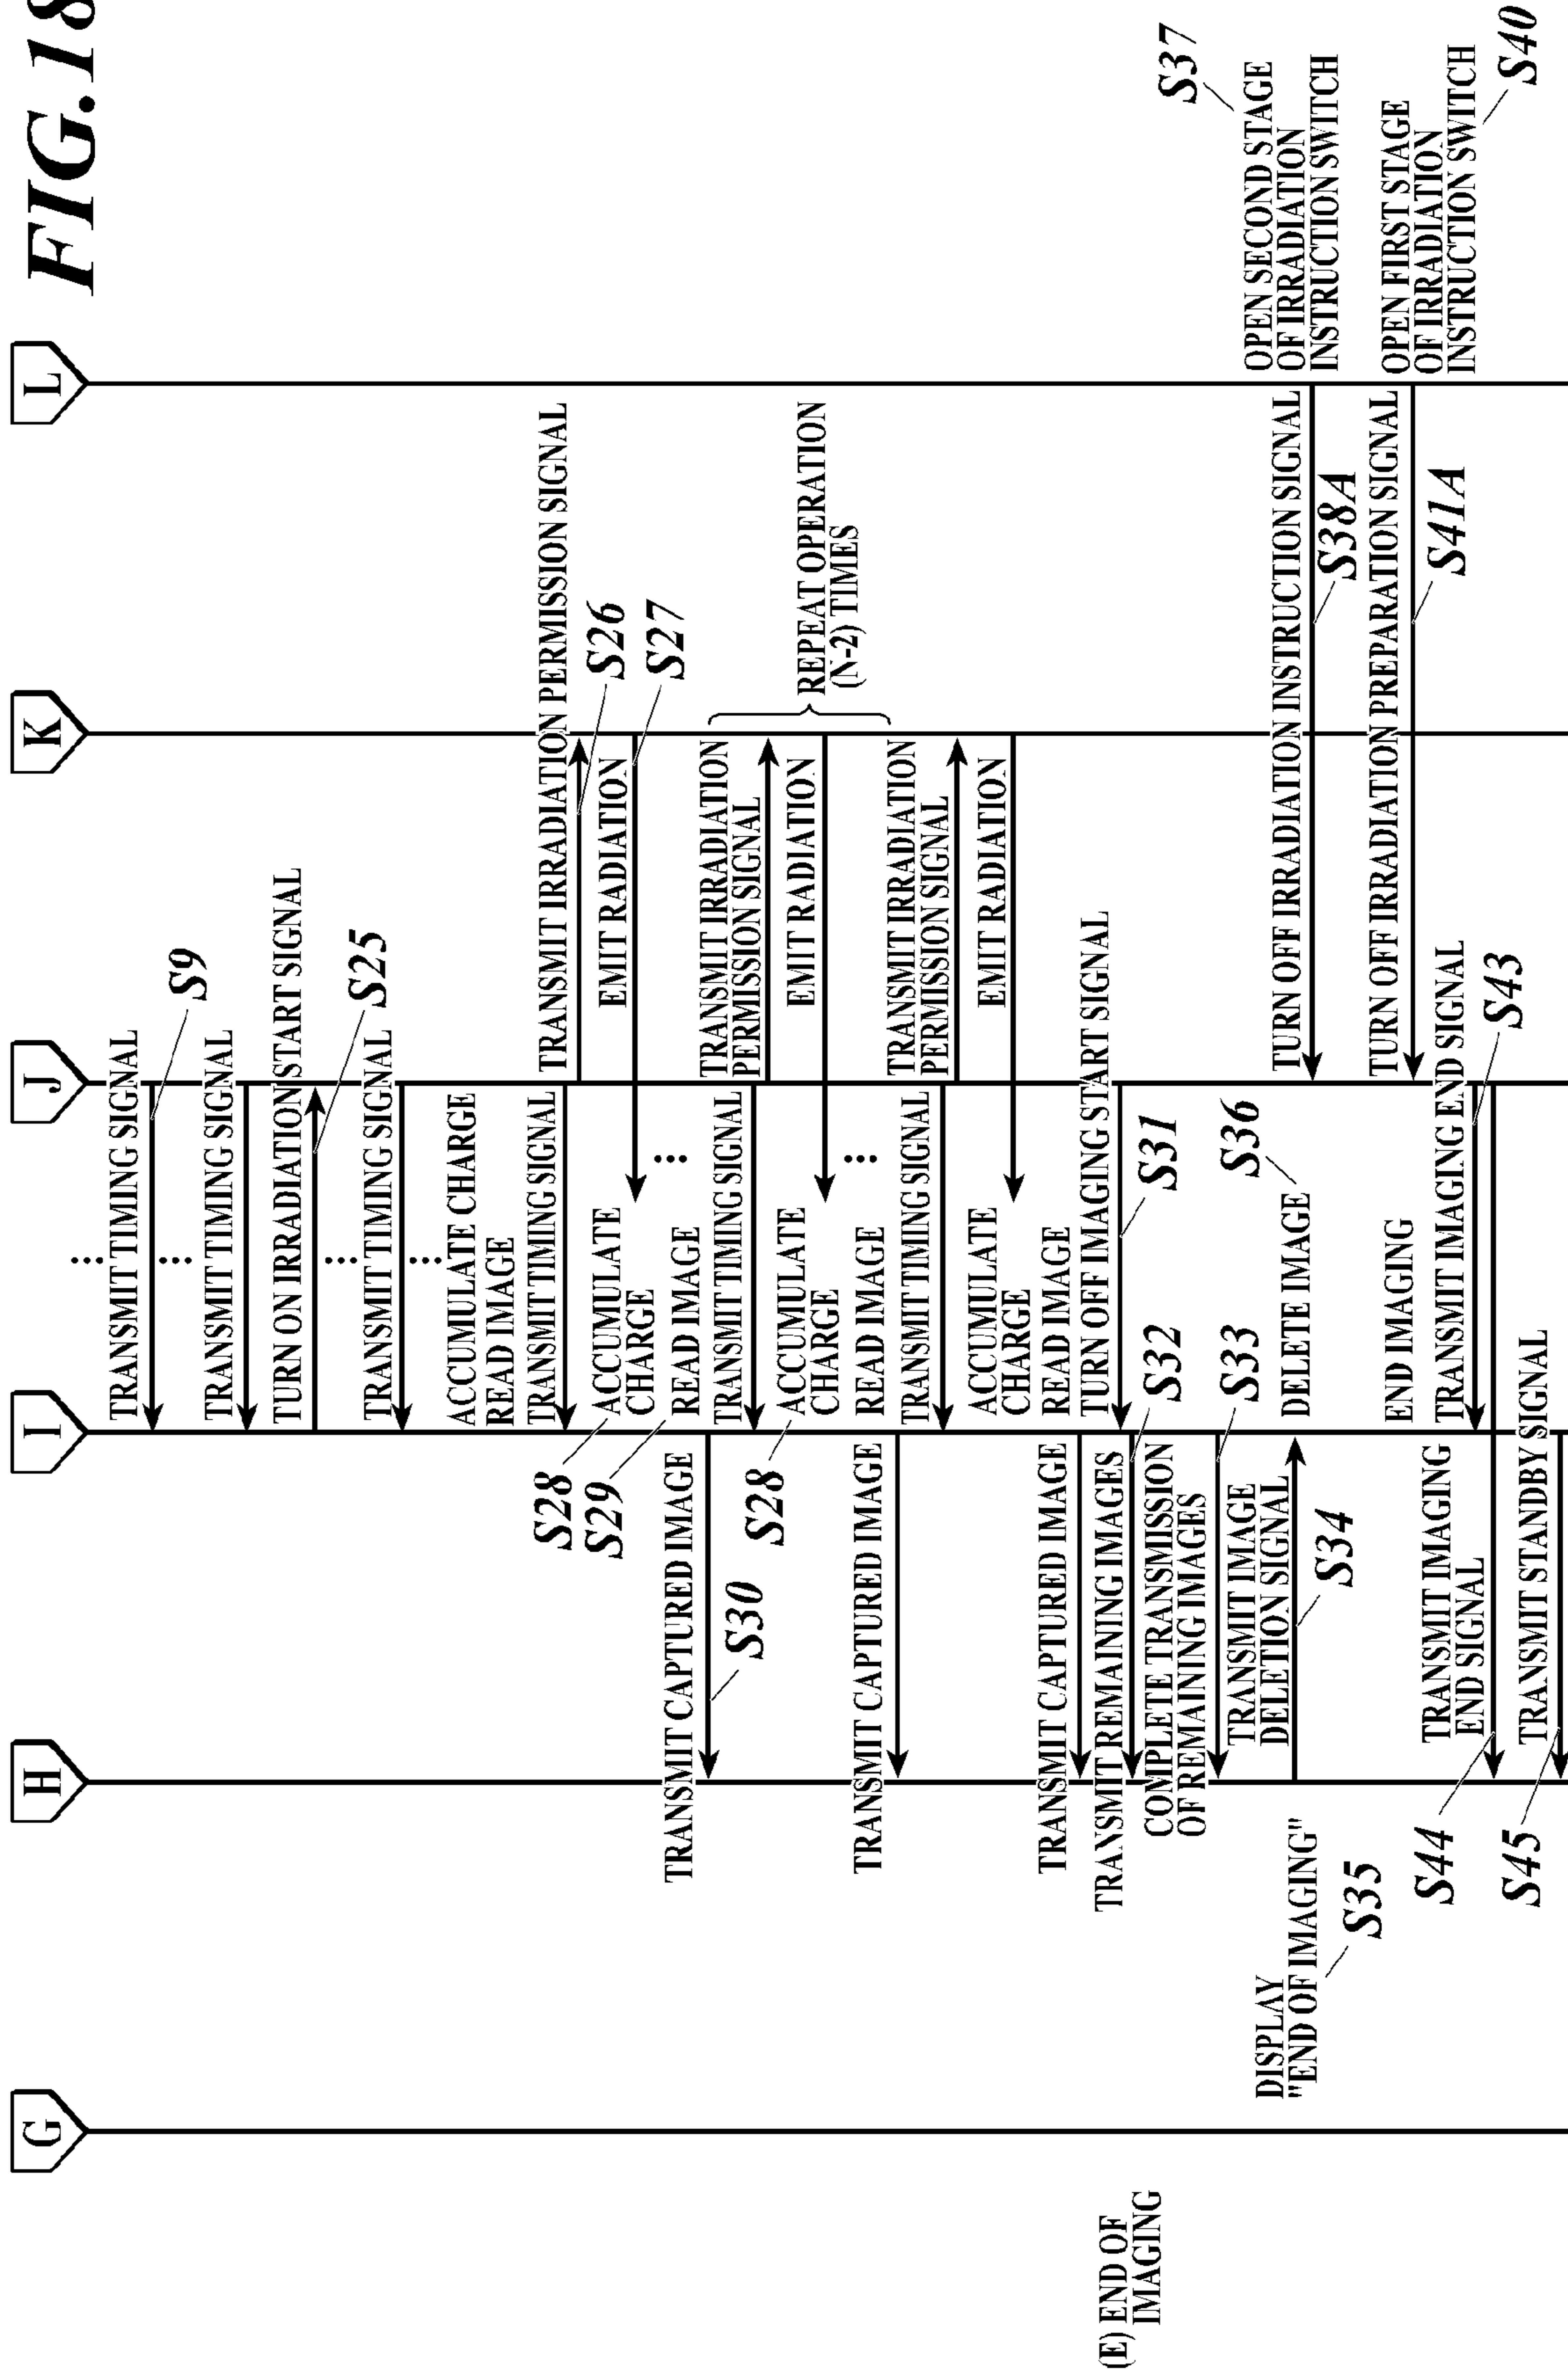 FIG.18
G
H
I
J
K
L
TRANSMIT TIMING SIGNAL
S9
TRANSMIT TIMING SIGNAL
TURN ON IRRADIATION START SIGNAL
S25
TRANSMIT TIMING SIGNAL
ACCUMULATE CHARGE
READ IMAGE
TRANSMIT TIMING SIGNAL
TRANSMIT IRRADIATION PERMISSION SIGNAL
S26
S28
ACCUMULATE
CHARGE
EMIT RADIATION
S27
S29
READ IMAGE
TRANSMIT CAPTURED IMAGE
S30
TRANSMIT TIMING SIGNAL
TRANSMIT IRRADIATION
PERMISSION SIGNAL
S28
ACCUMULATE
CHARGE
EMIT RADIATION
REPEAT OPERATION
(N-2) TIMES
READ IMAGE
TRANSMIT CAPTURED IMAGE
TRANSMIT TIMING SIGNAL
TRANSMIT IRRADIATION
PERMISSION SIGNAL
ACCUMULATE
CHARGE
EMIT RADIATION
READ IMAGE
TRANSMIT CAPTURED IMAGE
(E) END OF
IMAGING
TURN OFF IMAGING START SIGNAL
S31
TRANSMIT REMAINING IMAGES
S32
COMPLETE TRANSMISSION
OF REMAINING IMAGES
S33
TRANSMIT IMAGE
DELETION SIGNAL
S34
DISPLAY
"END OF IMAGING"
S35
DELETE IMAGE
S36
OPEN SECOND STAGE
OF IRRADIATION
INSTRUCTION SWITCH
S37
TURN OFF IRRADIATION INSTRUCTION SIGNAL
S38A
OPEN FIRST STAGE
OF IRRADIATION
INSTRUCTION SWITCH
S40
TURN OFF IRRADIATION PREPARATION SIGNAL
S41A
END IMAGING
TRANSMIT IMAGING END SIGNAL
S43
TRANSMIT IMAGING
END SIGNAL
S44
TRANSMIT STANDBY SIGNAL
S45